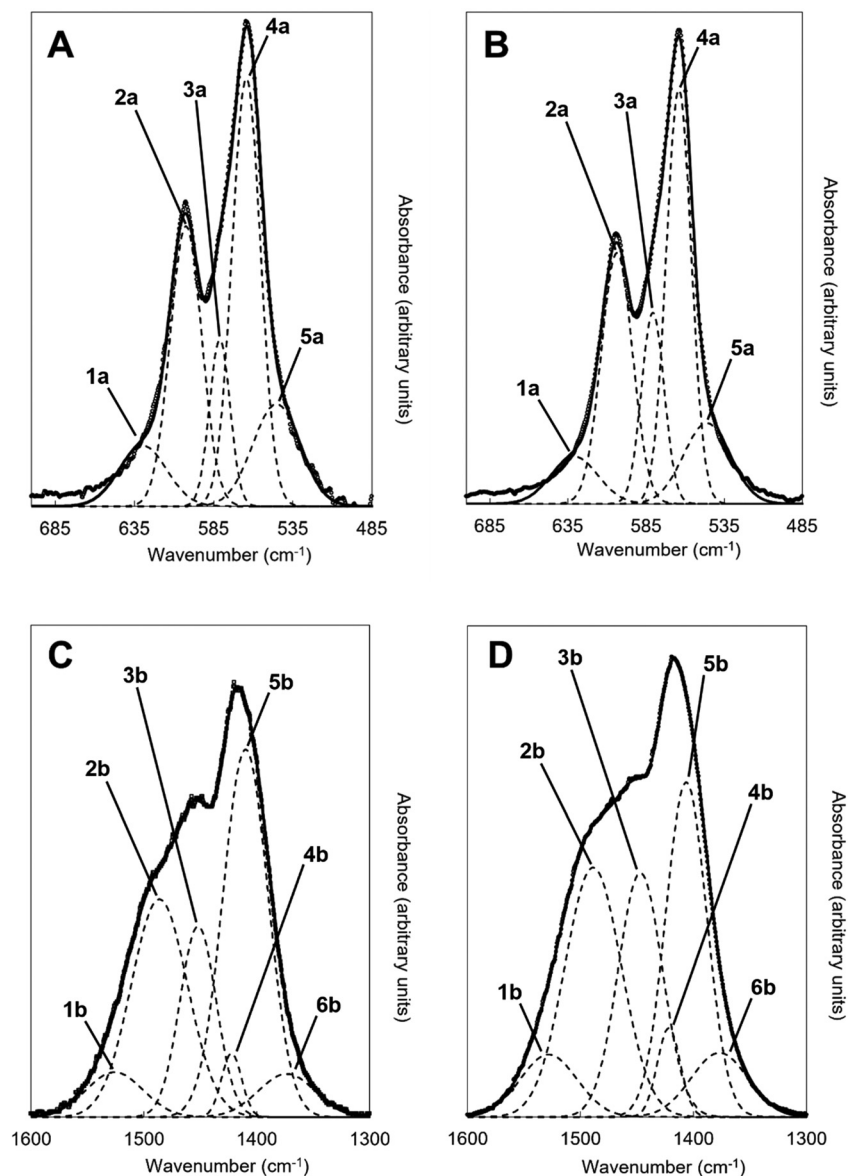 A
4a
3a
2a
1a
5a
Absorbance (arbitrary units)
685 635 585 535 485
Wavenumber (cm-1)
B
4a
3a
2a
1a
5a
Absorbance (arbitrary units)
685 635 585 535 485
Wavenumber (cm-1)
C
3b
5b
2b
4b
1b
6b
Absorbance (arbitrary units)
1600 1500 1400 1300
Wavenumber (cm-1)
D
3b
5b
2b
4b
1b
6b
Absorbance (arbitrary units)
1600 1500 1400 1300
Wavenumber (cm-1)